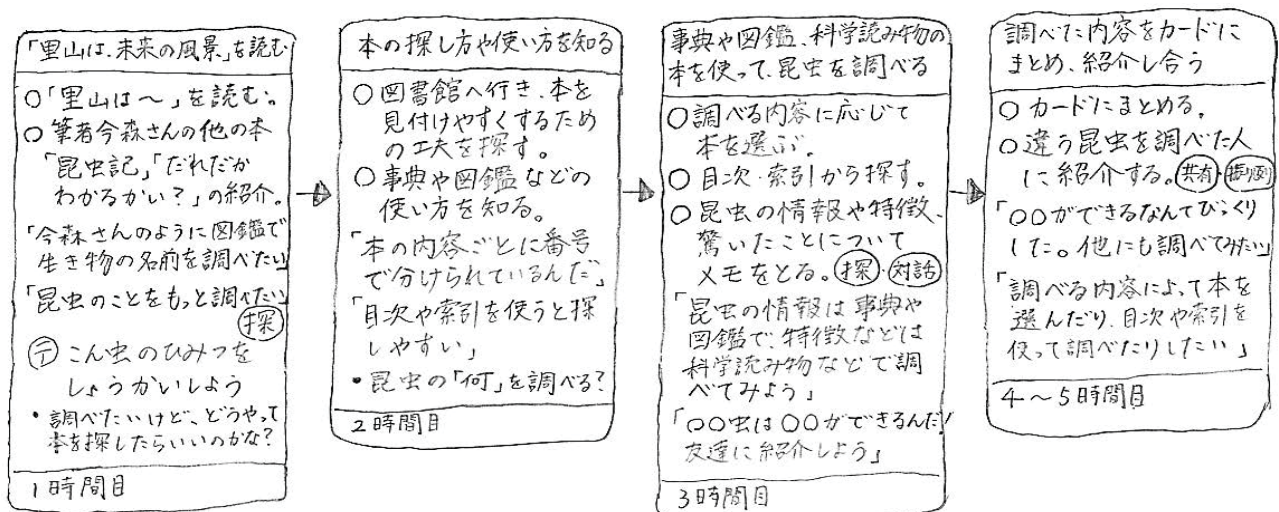 「里山は、未来の風景」を読む
○「里山は〜」を読む。
○筆者今森さんの他の本
「昆虫記」「だれだか
わかるかい?」の紹介。
「今森さんのように図鑑で
生き物の名前を調べたい」
「昆虫のことをもっと調べたい」
探
テ こん虫のひみつを
しょうかいしよう
・調べたいけど、どうやって
本を探したらいいのかな?
1時間目
本の探し方や使い方を知る
○図書館へ行き、本を
見付けやすくするため
の工夫を探す。
○事典や図鑑などの
使い方を知る。
「本の内容ごとに番号
で分けられているんだ」
「目次や索引を使うと探
しやすい」
・昆虫の「何」を調べる?
2時間目
事典や図鑑、科学読み物の
本を使って、昆虫を調べる
○調べる内容に応じて
本を選ぶ。
○目次・索引から探す。
○昆虫の情報や特徴、
驚いたことについて
メモをとる。探・対話
「昆虫の情報は事典や
図鑑で、特徴などは
科学読み物などで調
べてみよう」
「○○虫は○○ができるんだ!
友達に紹介しよう」
3時間目
調べた内容をカードに
まとめ、紹介し合う
○カードにまとめる。
○違う昆虫を調べた人
に紹介する。共有・振り返り
「○○ができるなんてびっくり
した。他にも調べてみたい」
「調べる内容によって本を
選んだり、目次や索引を
使って調べたりしたい」
4〜5時間目